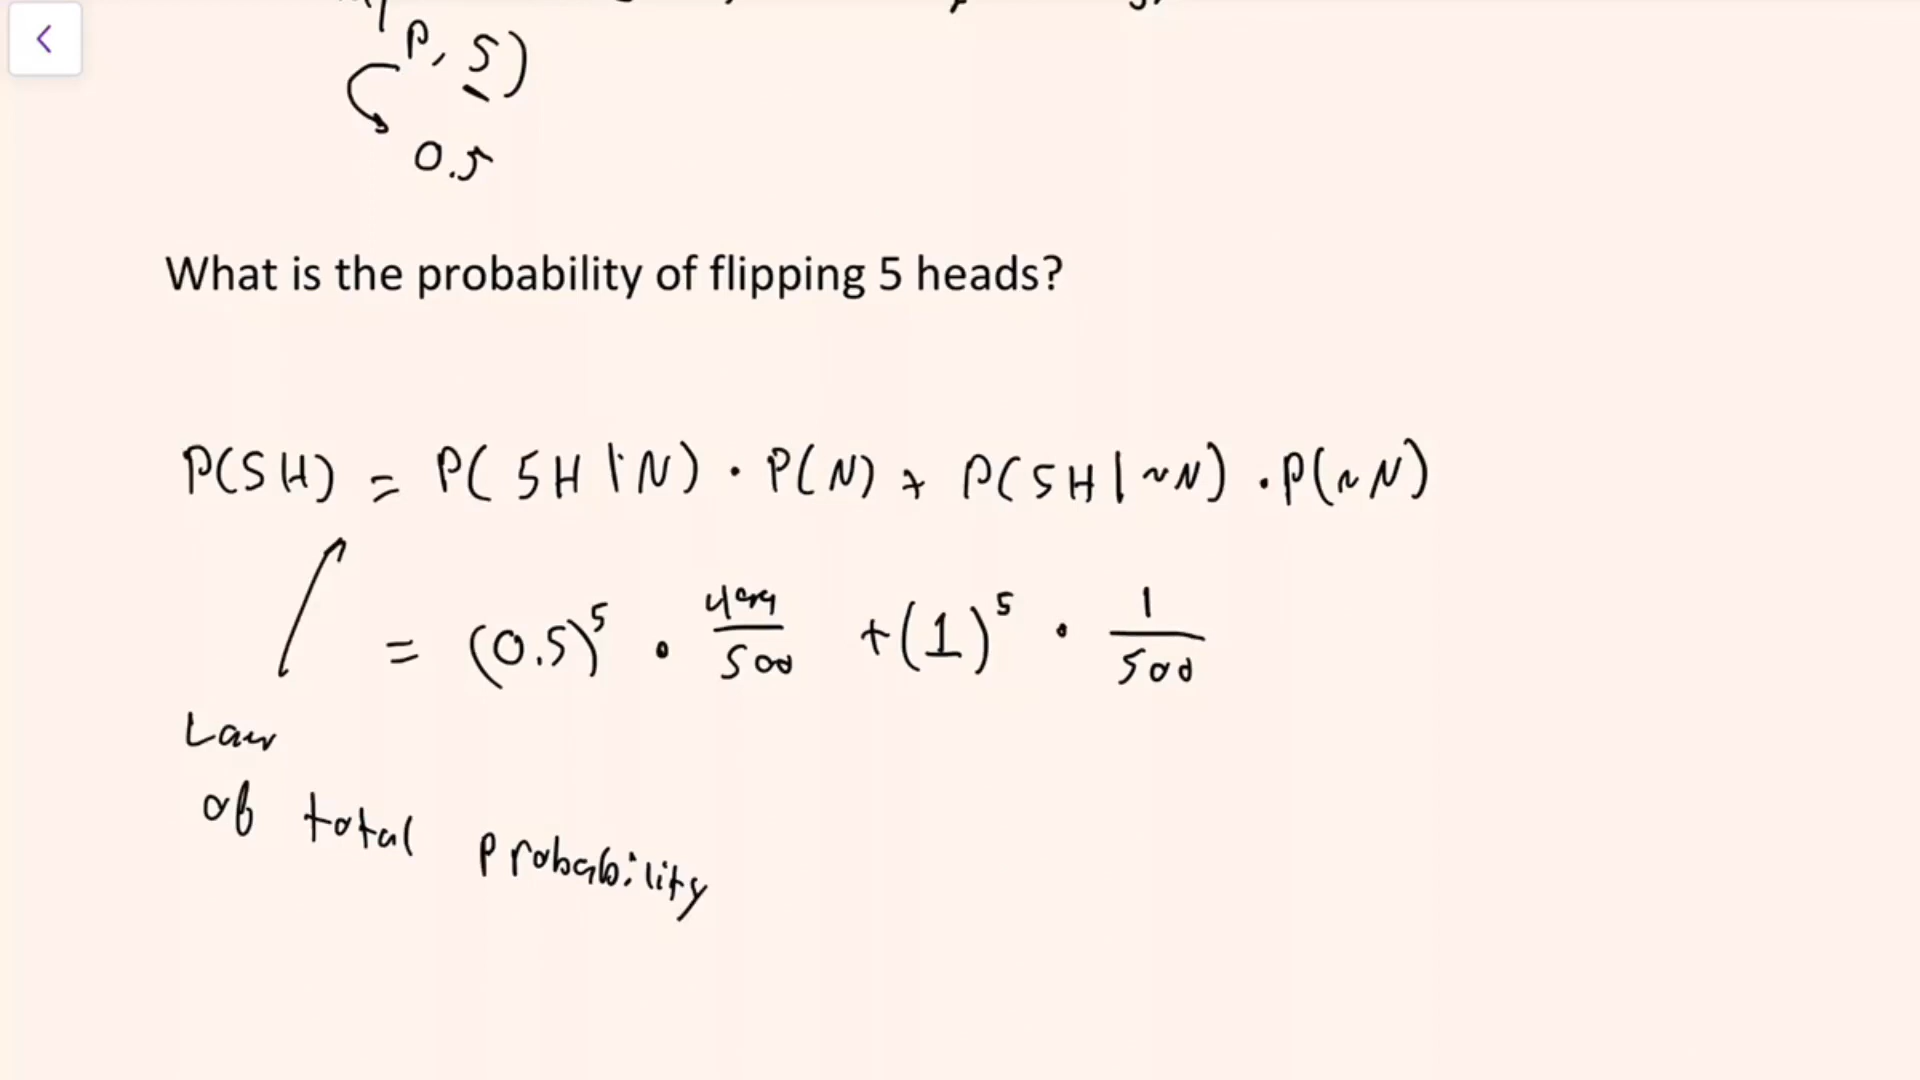 P, 5)
0.5
What is the probability of flipping 5 heads?
P(5H) = P(5H|N) · P(N) + P(5H|~N) · P(~N)
= (0.5)^5 · 499/500 + (1)^5 · 1/500
Law
of total probability